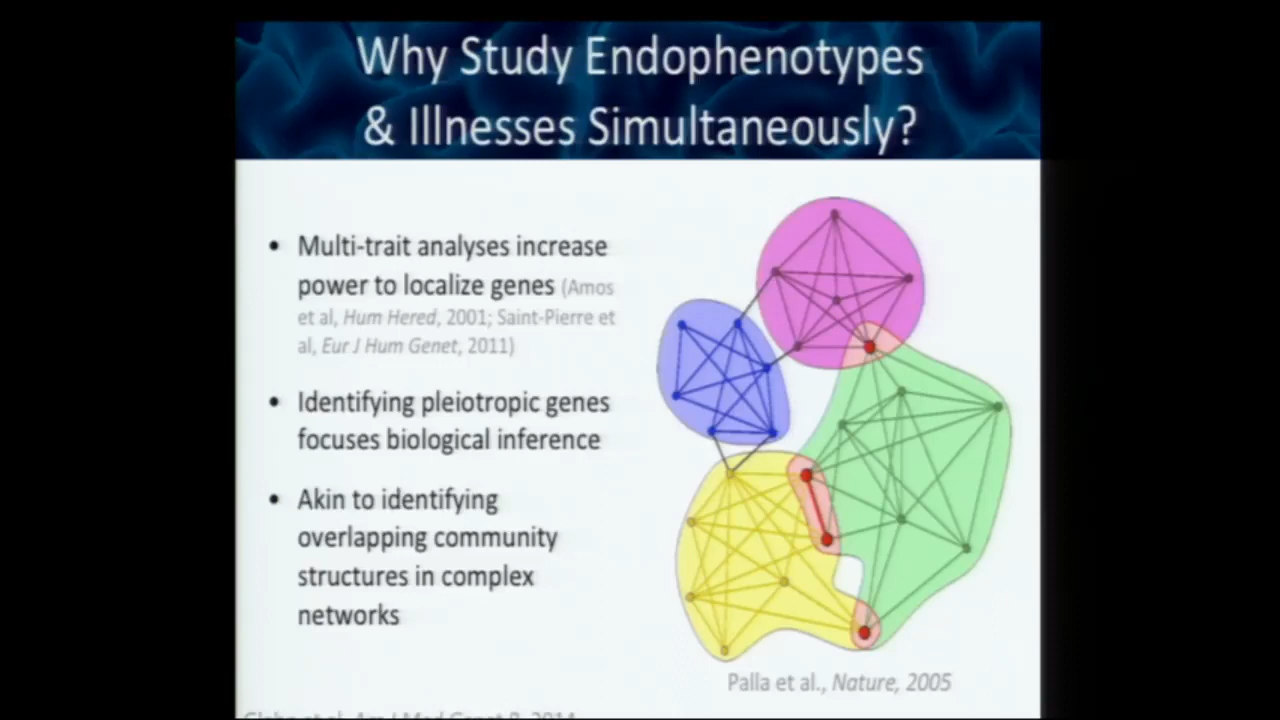 Why Study Endophenotypes
& Illnesses Simultaneously?
• Multi-trait analyses increase
power to localize genes (Amos
et al, Hum Hered, 2001; Saint-Pierre et
al, Eur J Hum Genet, 2011)
• Identifying pleiotropic genes
focuses biological inference
• Akin to identifying
overlapping community
structures in complex
networks
Palla et al., Nature, 2005